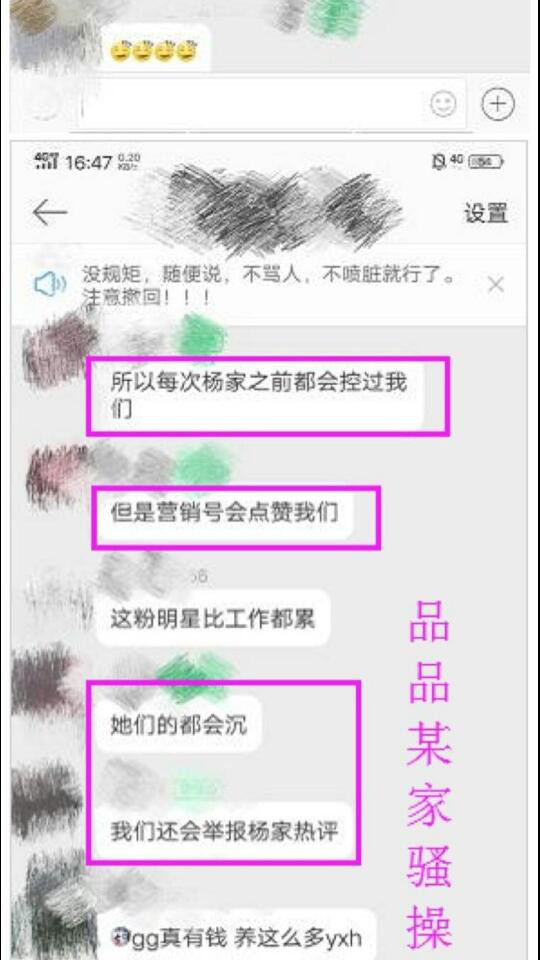 16:47
0.20
KB/s
40
54
设置
没规矩，随便说，不骂人，不喷脏就行了。
注意撤回！！！
所以每次杨家之前都会控过我
们
但是营销号会点赞我们
这粉明星比工作都累
她们的都会沉
我们还会举报杨家热评
gg真有钱 养这么多yxh
品品某家骚操